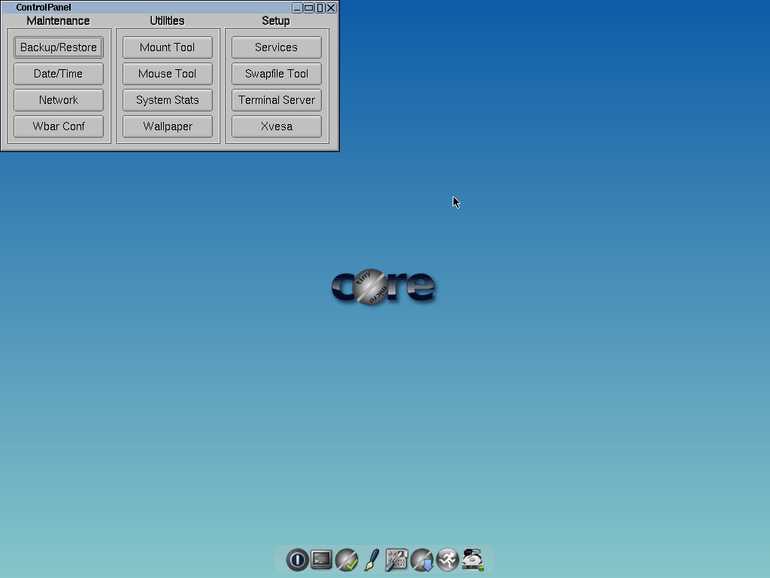 ControlPanel
Maintenance Utilities Setup
Backup/Restore Mount Tool Services
Date/Time Mouse Tool Swapfile Tool
Network System Stats Terminal Server
Wbar Conf Wallpaper Xvesa
core
tiny
micro